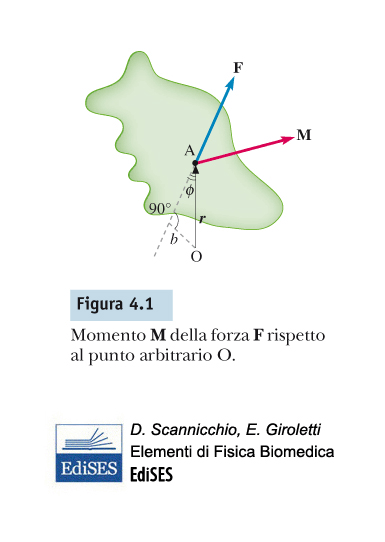 F
M
A
ϕ
90°
r
b
O
Figura 4.1
Momento M della forza F rispetto
al punto arbitrario O.
D. Scannicchio, E. Giroletti
Elementi di Fisica Biomedica
EdiSES
EdiSES